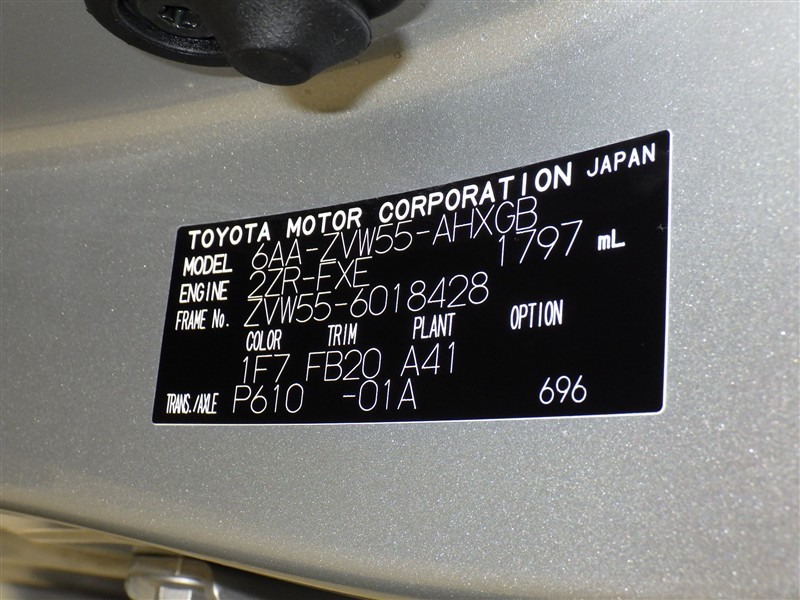 TOYOTA MOTOR CORPORATION JAPAN
MODEL 6AA-ZVW55-AHXGB
ENGINE 2ZR-FXE 1797 mL
FRAME No. ZVW55-6018428
COLOR TRIM PLANT OPTION
1F7 FB20 A41
TRANS./AXLE P610 -01A 696